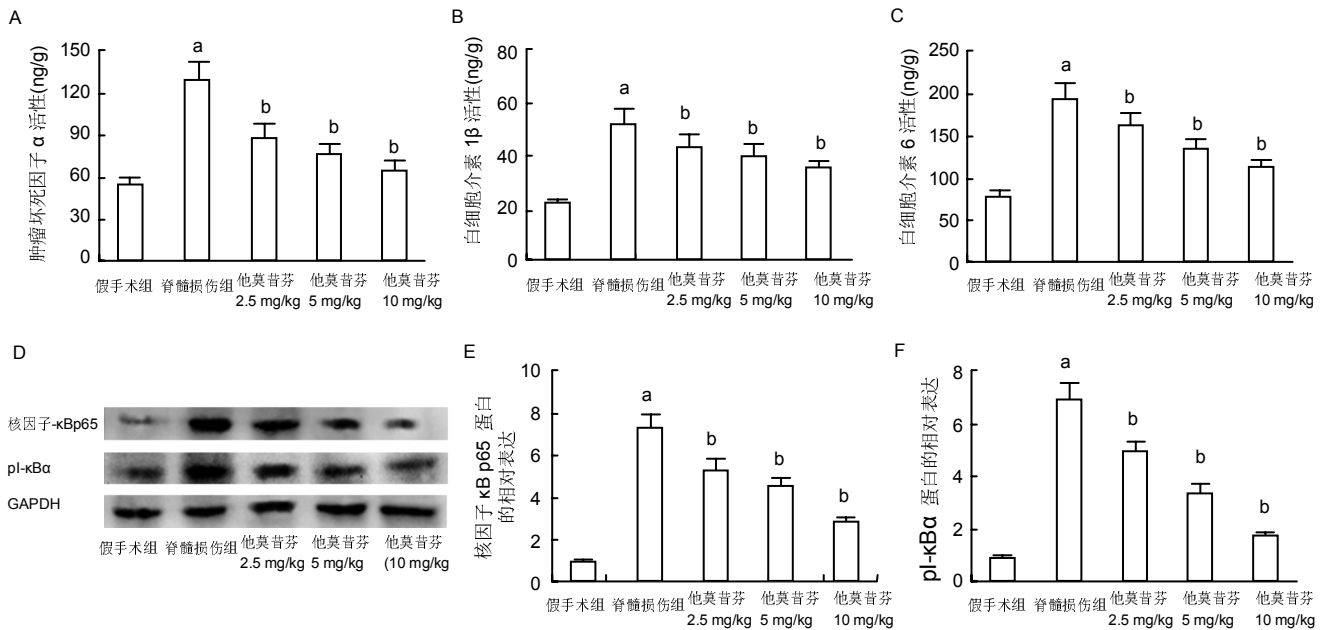 A
肿瘤坏死因子 α 活性(ng/g)
150
120
90
60
30
0
a
b
b
b
假手术组
脊髓损伤组
他莫昔芬
2.5 mg/kg
他莫昔芬
5 mg/kg
他莫昔芬
10 mg/kg
B
白细胞介素 1β 活性(ng/g)
80
60
40
20
0
a
b
b
b
假手术组
脊髓损伤组
他莫昔芬
2.5 mg/kg
他莫昔芬
5 mg/kg
他莫昔芬
10 mg/kg
C
白细胞介素 6 活性(ng/g)
250
200
150
100
50
0
a
b
b
b
假手术组
脊髓损伤组
他莫昔芬
2.5 mg/kg
他莫昔芬
5 mg/kg
他莫昔芬
10 mg/kg
D
核因子-κBp65
pI-κBα
GAPDH
假手术组
脊髓损伤组
他莫昔芬
2.5 mg/kg
他莫昔芬
5 mg/kg
他莫昔芬
(10 mg/kg
E
核因子 κB p65 蛋白
的相对表达
10
8
6
4
2
0
a
b
b
b
假手术组
脊髓损伤组
他莫昔芬
2.5 mg/kg
他莫昔芬
5 mg/kg
他莫昔芬
10 mg/kg
F
pI-κBα 蛋白的相对表达
8
6
4
2
0
a
b
b
b
假手术组
脊髓损伤组
他莫昔芬
2.5 mg/kg
他莫昔芬
5 mg/kg
他莫昔芬
10 mg/kg